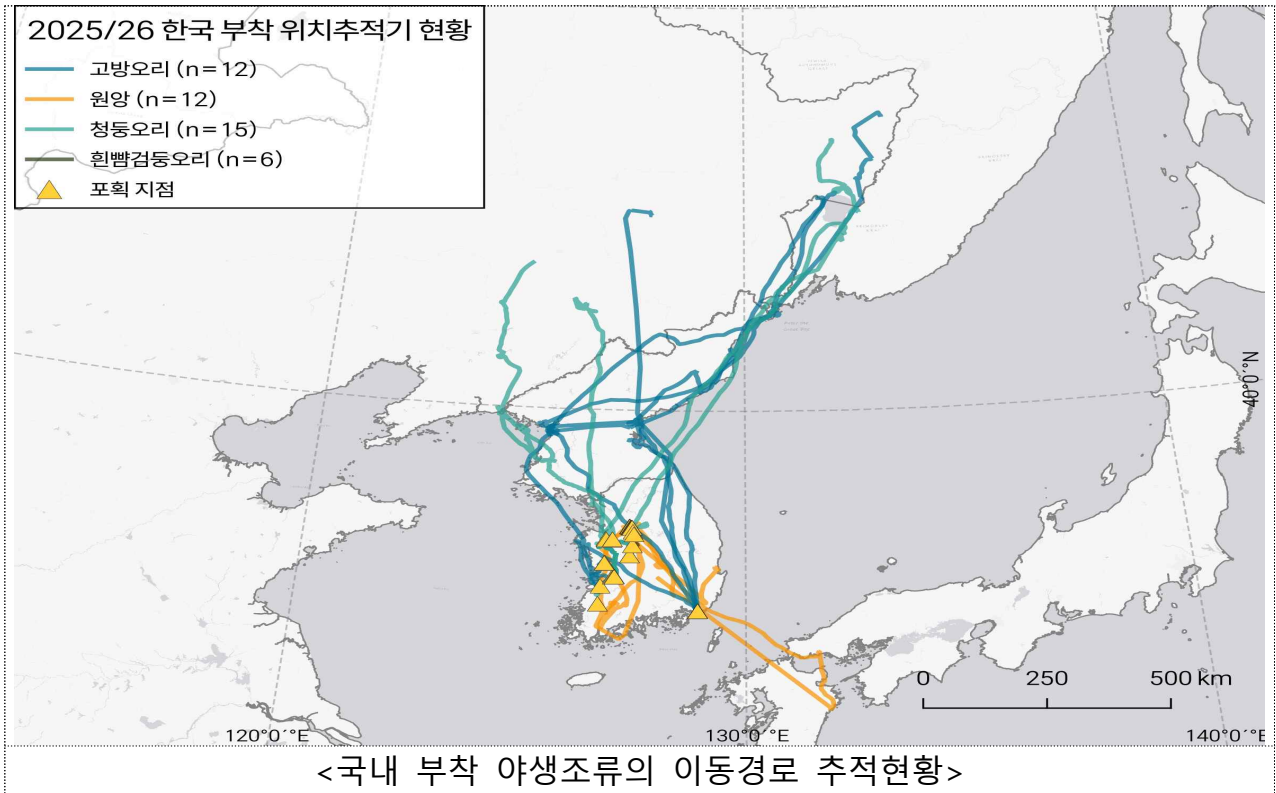 2025/26 한국 부착 위치추적기 현황
고방오리 (n=12)
원앙 (n=12)
청둥오리 (n=15)
흰뺨검둥오리 (n=6)
포획 지점
40°0´°N
0 250 500 km
120°0´°E 130°0´°E 140°0´°E
<국내 부착 야생조류의 이동경로 추적현황>